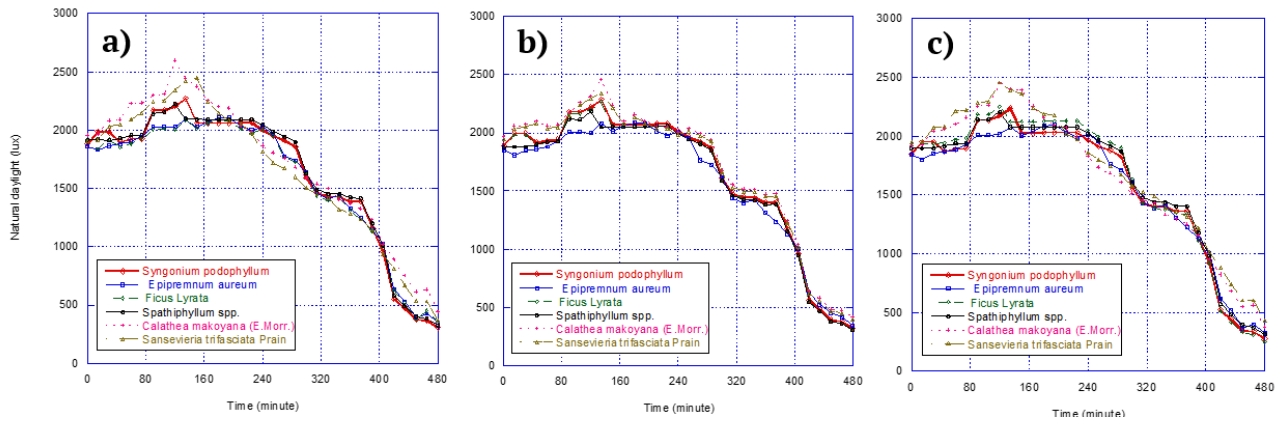 a)
Natural daylight (lux)
3000
2500
2000
1500
1000
500
0
Syngonium podophyllum
Epipremnum aureum
Ficus Lyrata
Spathiphyllum spp.
Calathea makoyana (E.Morr.)
Sansevieria trifasciata Prain
0 80 160 240 320 400 480
Time (minute)
b)
3000
2500
2000
1500
1000
500
0
Syngonium podophyllum
Epipremnum aureum
Ficus Lyrata
Spathiphyllum spp.
Calathea makoyana (E.Morr.)
Sansevieria trifasciata Prain
0 80 160 240 320 400 480
Time (minute)
c)
3000
2500
2000
1500
1000
500
0
Syngonium podophyllum
Epipremnum aureum
Ficus Lyrata
Spathiphyllum spp.
Calathea makoyana (E.Morr.)
Sansevieria trifasciata Prain
0 80 160 240 320 400 480
Time (minute)